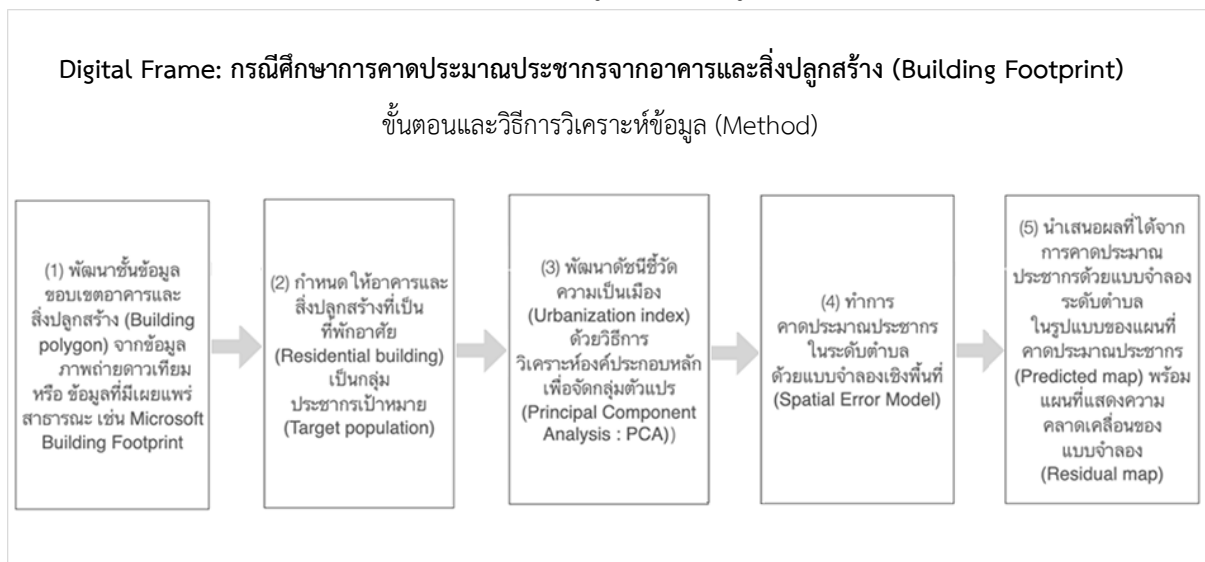 Digital Frame: กรณีศึกษาการคาดประมาณประชากรจากอาคารและสิ่งปลูกสร้าง (Building Footprint)
ขั้นตอนและวิธีการวิเคราะห์ข้อมูล (Method)
(1) พัฒนาชั้นข้อมูล
ขอบเขตอาคารและ
สิ่งปลูกสร้าง (Building
polygon) จากข้อมูล
ภาพถ่ายดาวเทียม
หรือ ข้อมูลที่มีเผยแพร่
สาธารณะ เช่น Microsoft
Building Footprint
(2) กำหนดให้อาคารและ
สิ่งปลูกสร้างที่เป็น
ที่พักอาศัย
(Residential building)
เป็นกลุ่ม
ประชากรเป้าหมาย
(Target population)
(3) พัฒนาดัชนีชี้วัด
ความเป็นเมือง
(Urbanization index)
ด้วยวิธีการ
วิเคราะห์องค์ประกอบหลัก
เพื่อจัดกลุ่มตัวแปร
(Principal Component
Analysis : PCA))
(4) ทำการ
คาดประมาณประชากร
ในระดับตำบล
ด้วยแบบจำลองเชิงพื้นที่
(Spatial Error Model)
(5) นำเสนอผลที่ได้จาก
การคาดประมาณ
ประชากรด้วยแบบจำลอง
ระดับตำบล
ในรูปแบบของแผนที่
คาดประมาณประชากร
(Predicted map) พร้อม
แผนที่แสดงความ
คลาดเคลื่อนของ
แบบจำลอง
(Residual map)